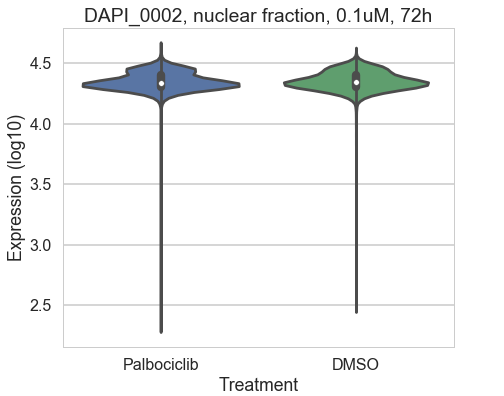 DAPI_0002, nuclear fraction, 0.1uM, 72h
4.5
4.0
3.5
3.0
2.5
Expression (log10)
Palbociclib DMSO
Treatment